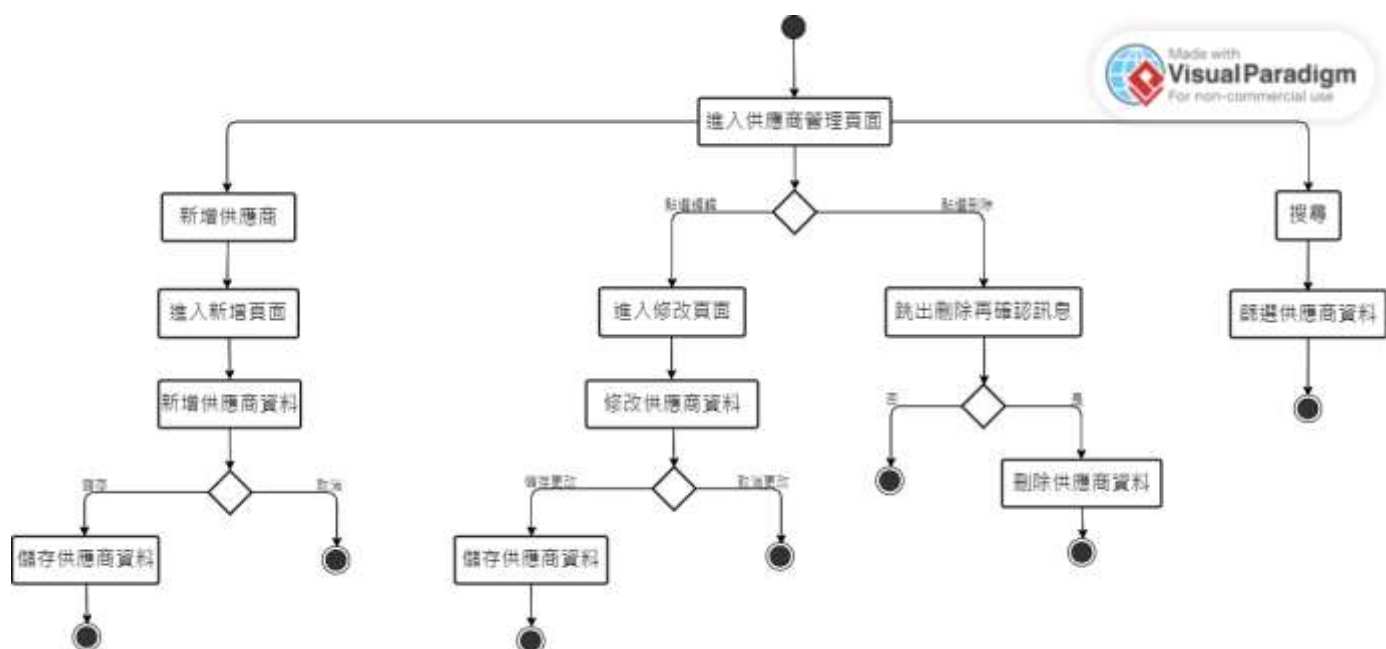 Made with
Visual Paradigm
For non-commercial use
進入供應商管理頁面
新增供應商
點選編輯
點選刪除
搜尋
進入新增頁面
進入修改頁面
跳出刪除再確認訊息
篩選供應商資料
新增供應商資料
修改供應商資料
否
是
儲存
取消
儲存更改
取消更改
刪除供應商資料
儲存供應商資料
儲存供應商資料